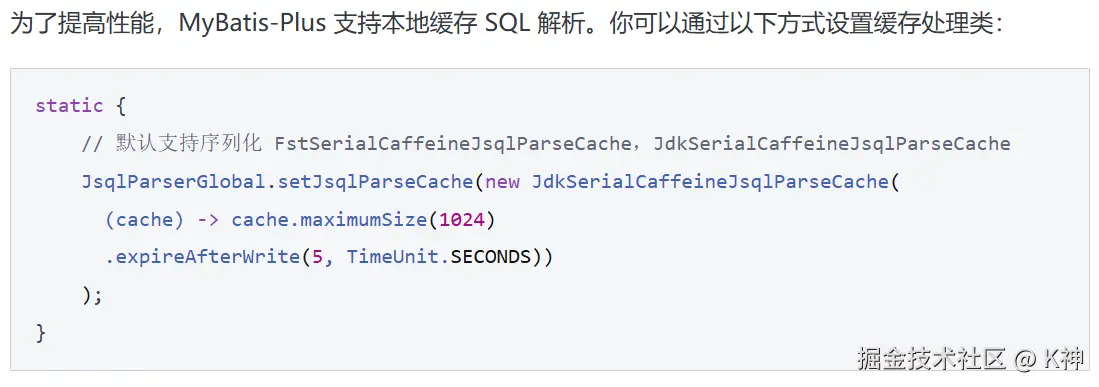 为了提高性能，MyBatis-Plus 支持本地缓存 SQL 解析。你可以通过以下方式设置缓存处理类：
static {
// 默认支持序列化 FstSerialCaffeineJsqlParseCache，JdkSerialCaffeineJsqlParseCache
JsqlParserGlobal.setJsqlParseCache(new JdkSerialCaffeineJsqlParseCache(
(cache) -> cache.maximumSize(1024)
.expireAfterWrite(5, TimeUnit.SECONDS))
);
}
掘金技术社区 @ K神